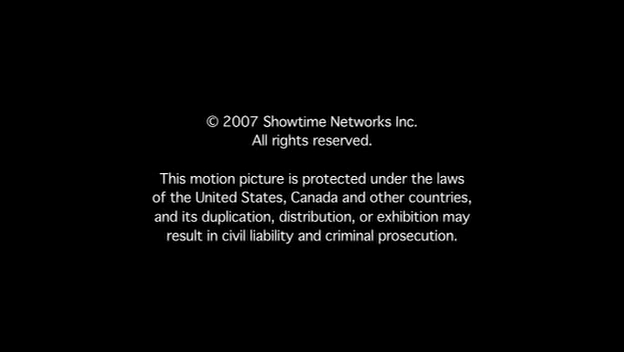 © 2007 Showtime Networks Inc.
All rights reserved.
This motion picture is protected under the laws
of the United States, Canada and other countries,
and its duplication, distribution, or exhibition may
result in civil liability and criminal prosecution.